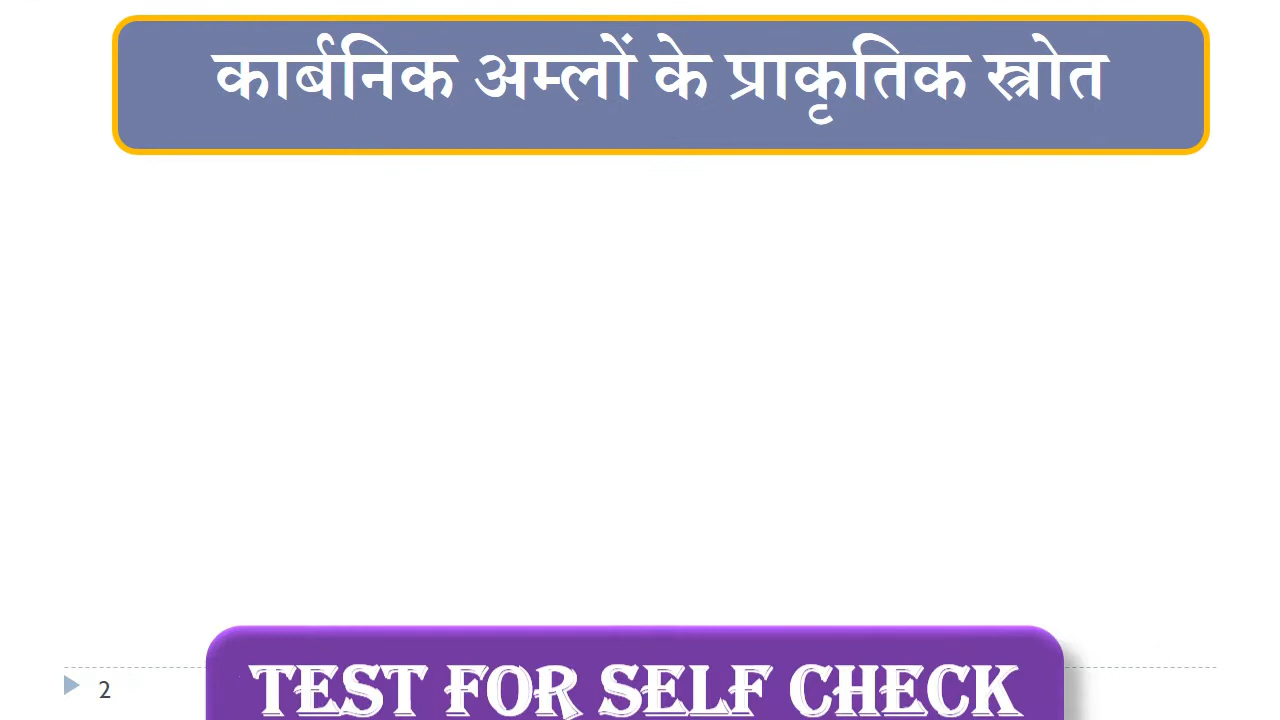 कार्बनिक अम्लों के प्राकृतिक स्त्रोत
TEST FOR SELF CHECK
2